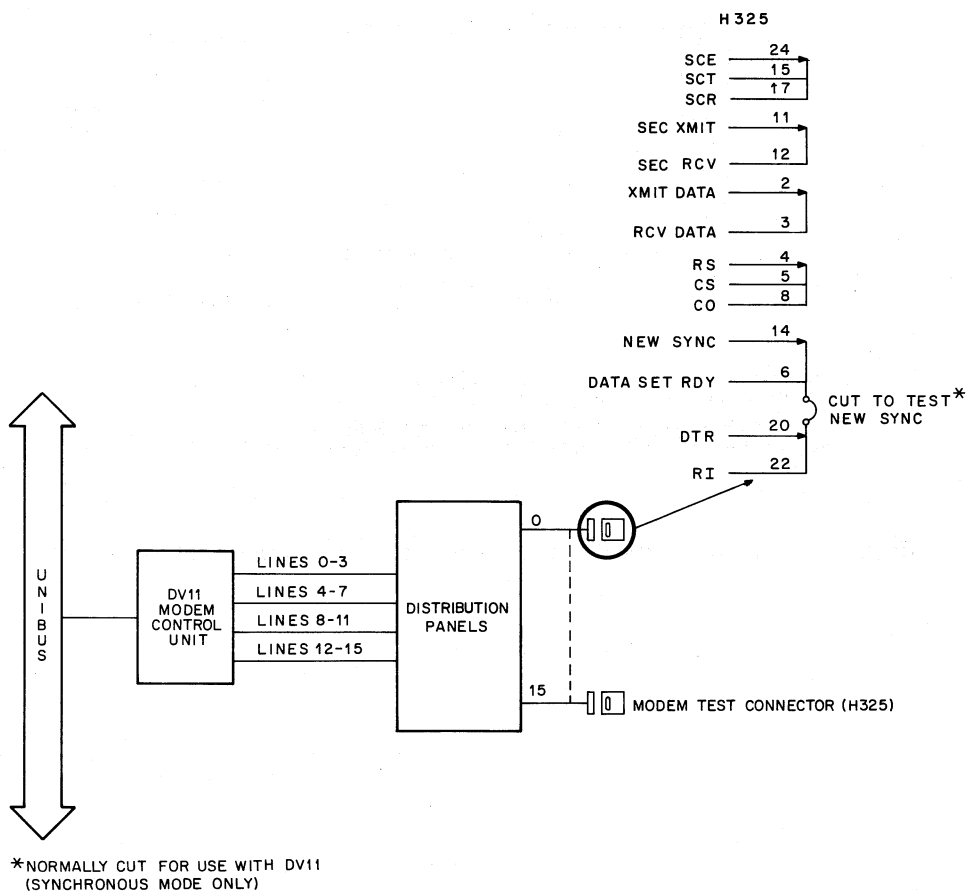 H325
SCE 24
SCT 15
SCR 17
SEC XMIT 11
SEC RCV 12
XMIT DATA 2
RCV DATA 3
RS 4
CS 5
CO 8
NEW SYNC 14
DATA SET RDY 6
CUT TO TEST*
NEW SYNC
DTR 20
RI 22
UNIBUS
DV11
MODEM
CONTROL
UNIT
LINES 0-3
LINES 4-7
LINES 8-11
LINES 12-15
DISTRIBUTION
PANELS
0
15
MODEM TEST CONNECTOR (H325)
*NORMALLY CUT FOR USE WITH DV11
(SYNCHRONOUS MODE ONLY)